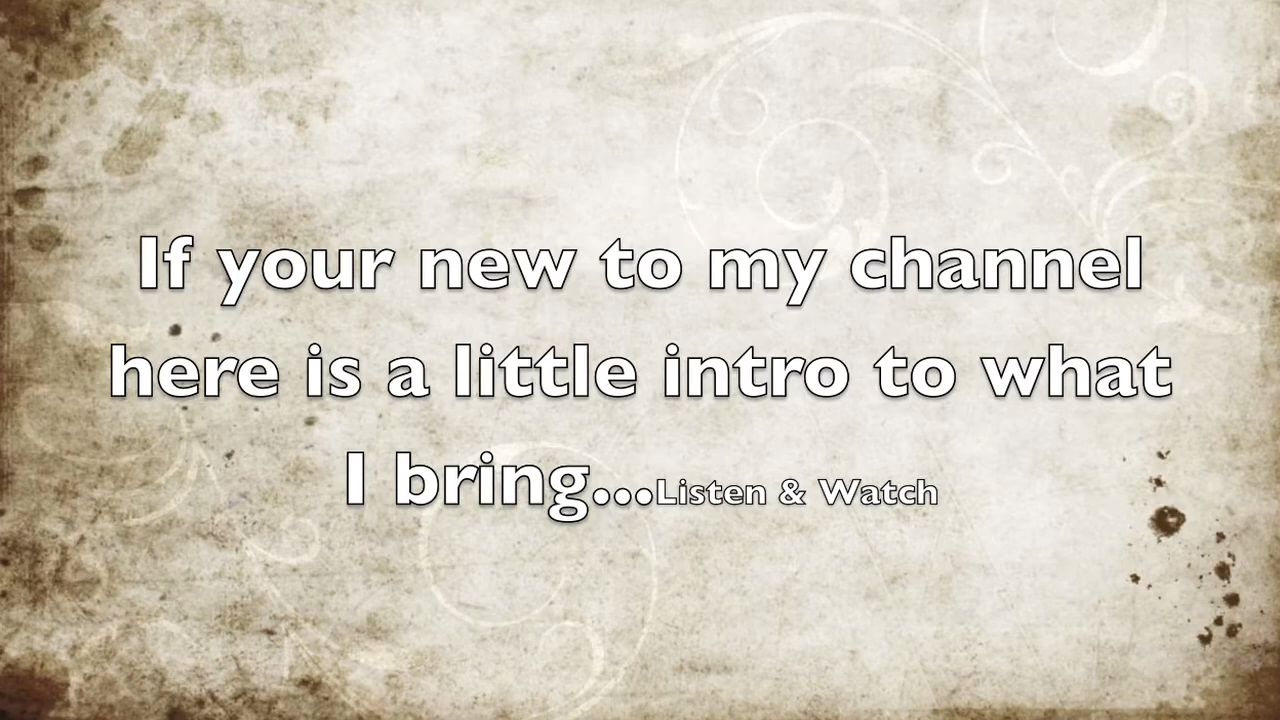 If your new to my channel
here is a little intro to what
I bring...Listen & Watch